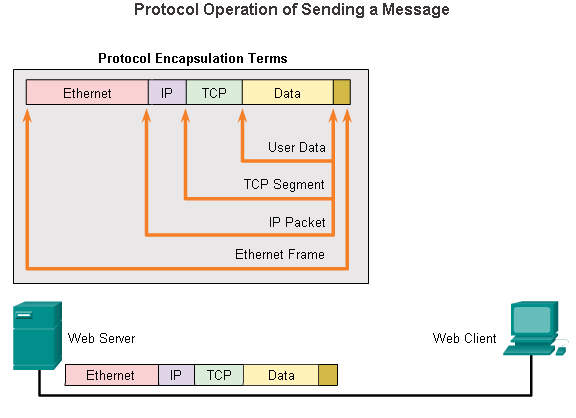 Protocol Operation of Sending a Message
Protocol Encapsulation Terms
Ethernet IP TCP Data
User Data
TCP Segment
IP Packet
Ethernet Frame
Web Server
Web Client
Ethernet IP TCP Data